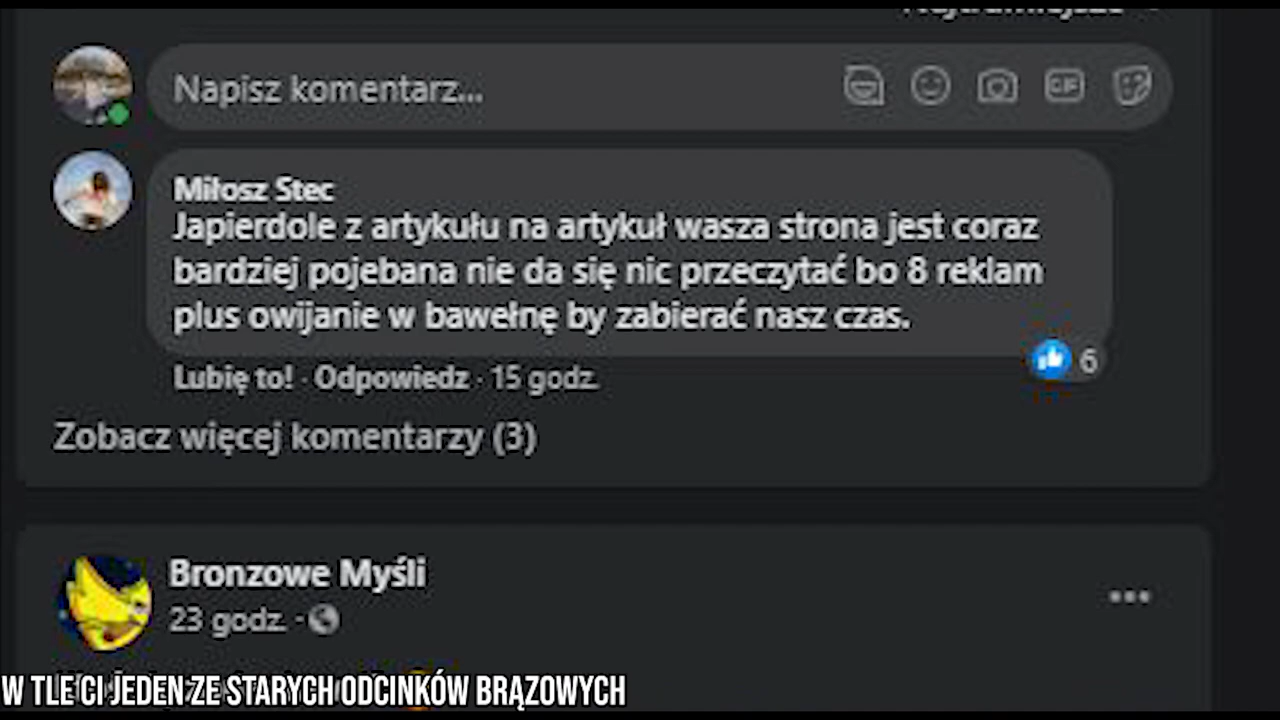 Napisz komentarz...
GIF
Miłosz Stec
Japierdole z artykułu na artykuł wasza strona jest coraz
bardziej pojebana nie da się nic przeczytać bo 8 reklam
plus owijanie w bawełnę by zabierać nasz czas.
6
Lubię to! · Odpowiedz · 15 godz.
Zobacz więcej komentarzy (3)
Bronzowe Myśli
23 godz. ·
W TLE CI JEDEN ZE STARYCH ODCINKÓW BRĄZOWYCH